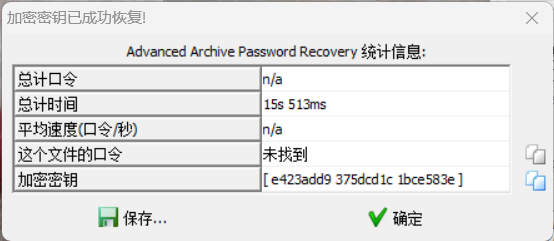 加密密钥已成功恢复!
Advanced Archive Password Recovery 统计信息:
总计口令 n/a
总计时间 15s 513ms
平均速度(口令/秒) n/a
这个文件的口令 未找到
加密密钥 [ e423add9 375dcd1c 1bce583e ]
保存... 确定